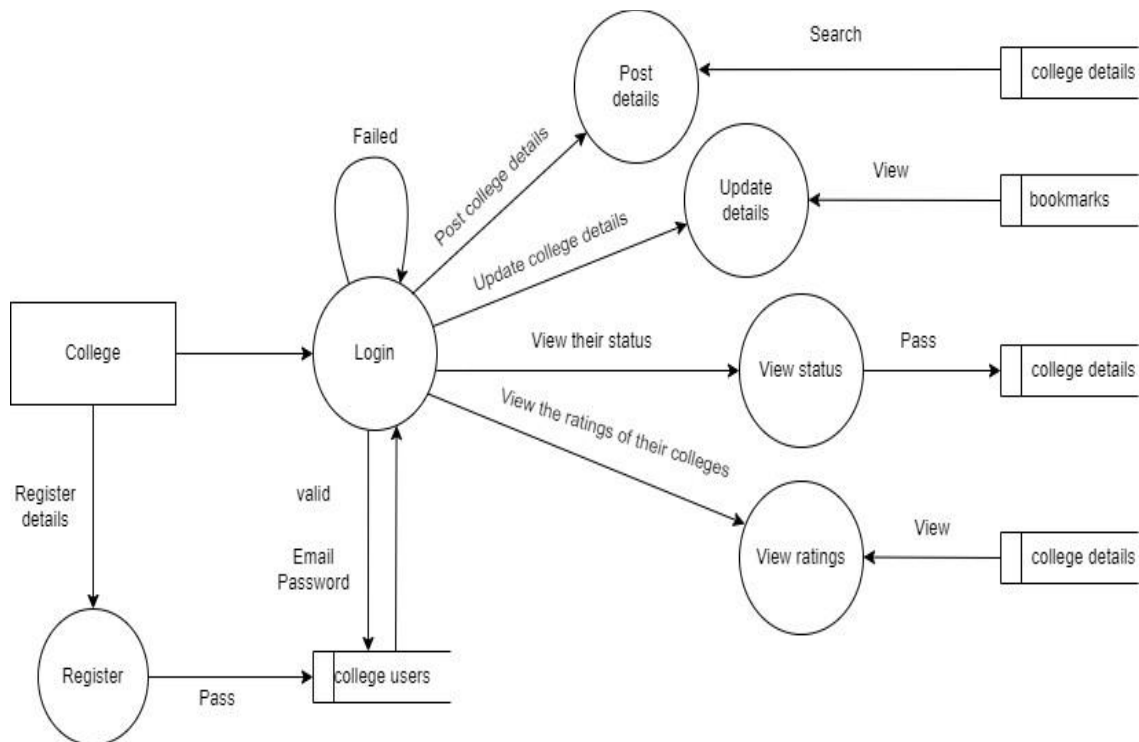 Search
Post
details
college details
Failed
Post college details
View
Update
details
bookmarks
Update college details
College
Login
View their status
View status
Pass
college details
View the ratings of their colleges
Register
details
valid
Email
Password
View ratings
View
college details
Register
Pass
college users